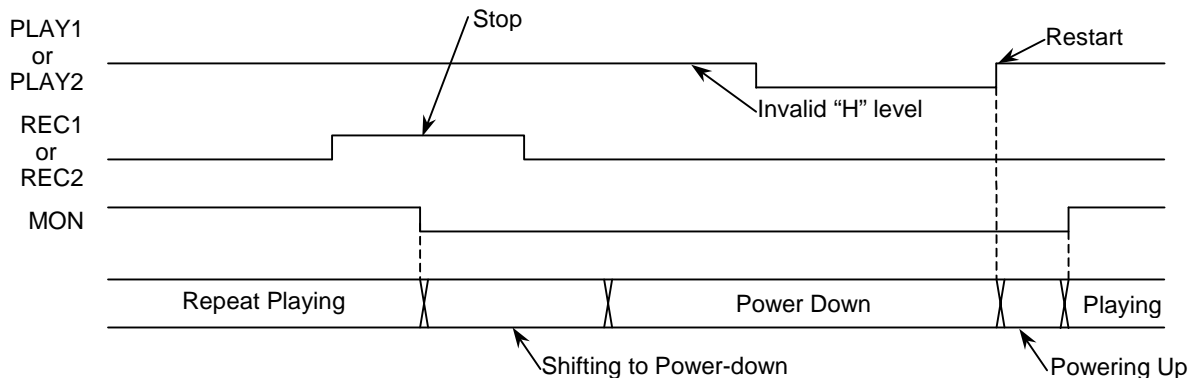 PLAY1
or
PLAY2
Stop
Restart
Invalid “H” level
REC1
or
REC2
MON
Repeat Playing
Power Down
Playing
Shifting to Power-down
Powering Up